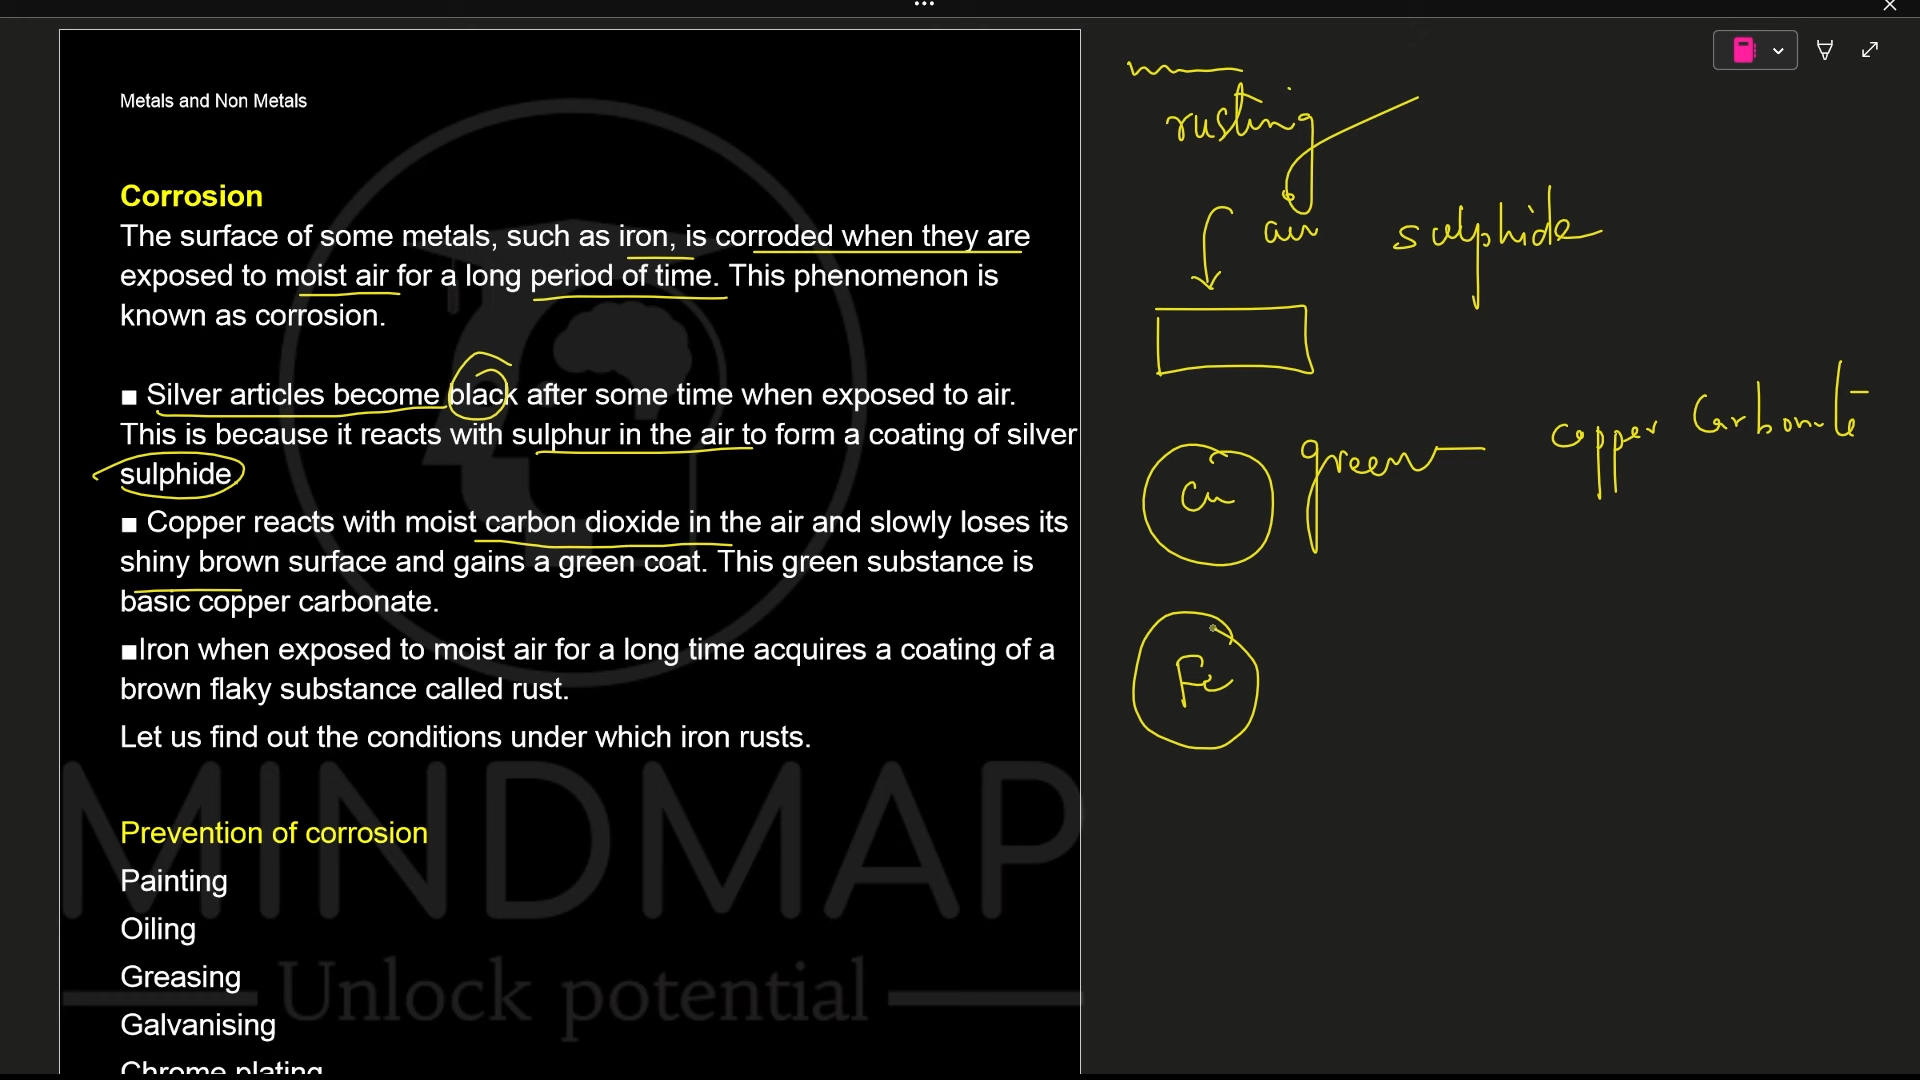 Metals and Non Metals
Corrosion
The surface of some metals, such as iron, is corroded when they are
exposed to moist air for a long period of time. This phenomenon is
known as corrosion.
■ Silver articles become black after some time when exposed to air.
This is because it reacts with sulphur in the air to form a coating of silver
sulphide.
■ Copper reacts with moist carbon dioxide in the air and slowly loses its
shiny brown surface and gains a green coat. This green substance is
basic copper carbonate.
■Iron when exposed to moist air for a long time acquires a coating of a
brown flaky substance called rust.
Let us find out the conditions under which iron rusts.
Prevention of corrosion
Painting
Oiling
Greasing
Galvanising
Chrome plating
MINDMAP
Unlock potential
rusting
air sulphide
Cu green copper Carbonate
Fe